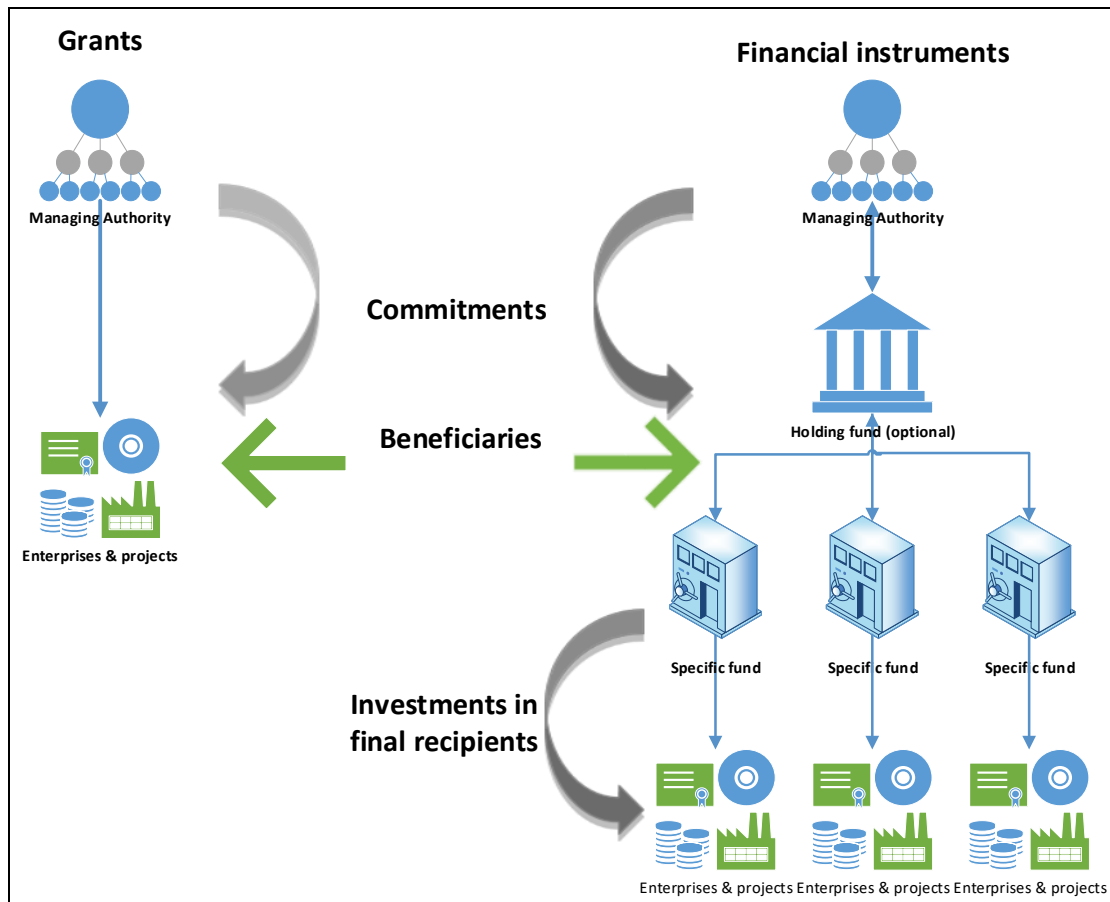 Grants
Financial instruments
Managing Authority
Managing Authority
Commitments
Beneficiaries
Holding fund (optional)
Enterprises & projects
Specific fund
Specific fund
Specific fund
Investments in
final recipients
Enterprises & projects
Enterprises & projects
Enterprises & projects